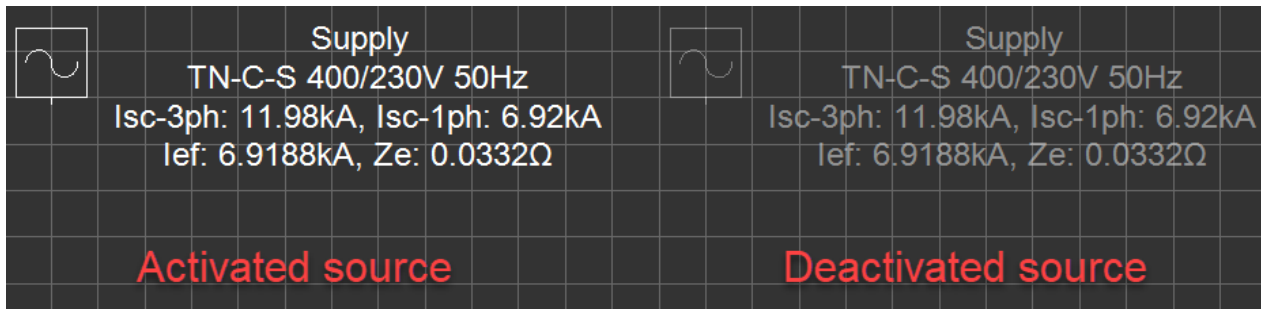 Supply
TN-C-S 400/230V 50Hz
Isc-3ph: 11.98kA, Isc-1ph: 6.92kA
Ief: 6.9188kA, Ze: 0.0332Ω
Activated source
Supply
TN-C-S 400/230V 50Hz
Isc-3ph: 11.98kA, Isc-1ph: 6.92kA
Ief: 6.9188kA, Ze: 0.0332Ω
Deactivated source